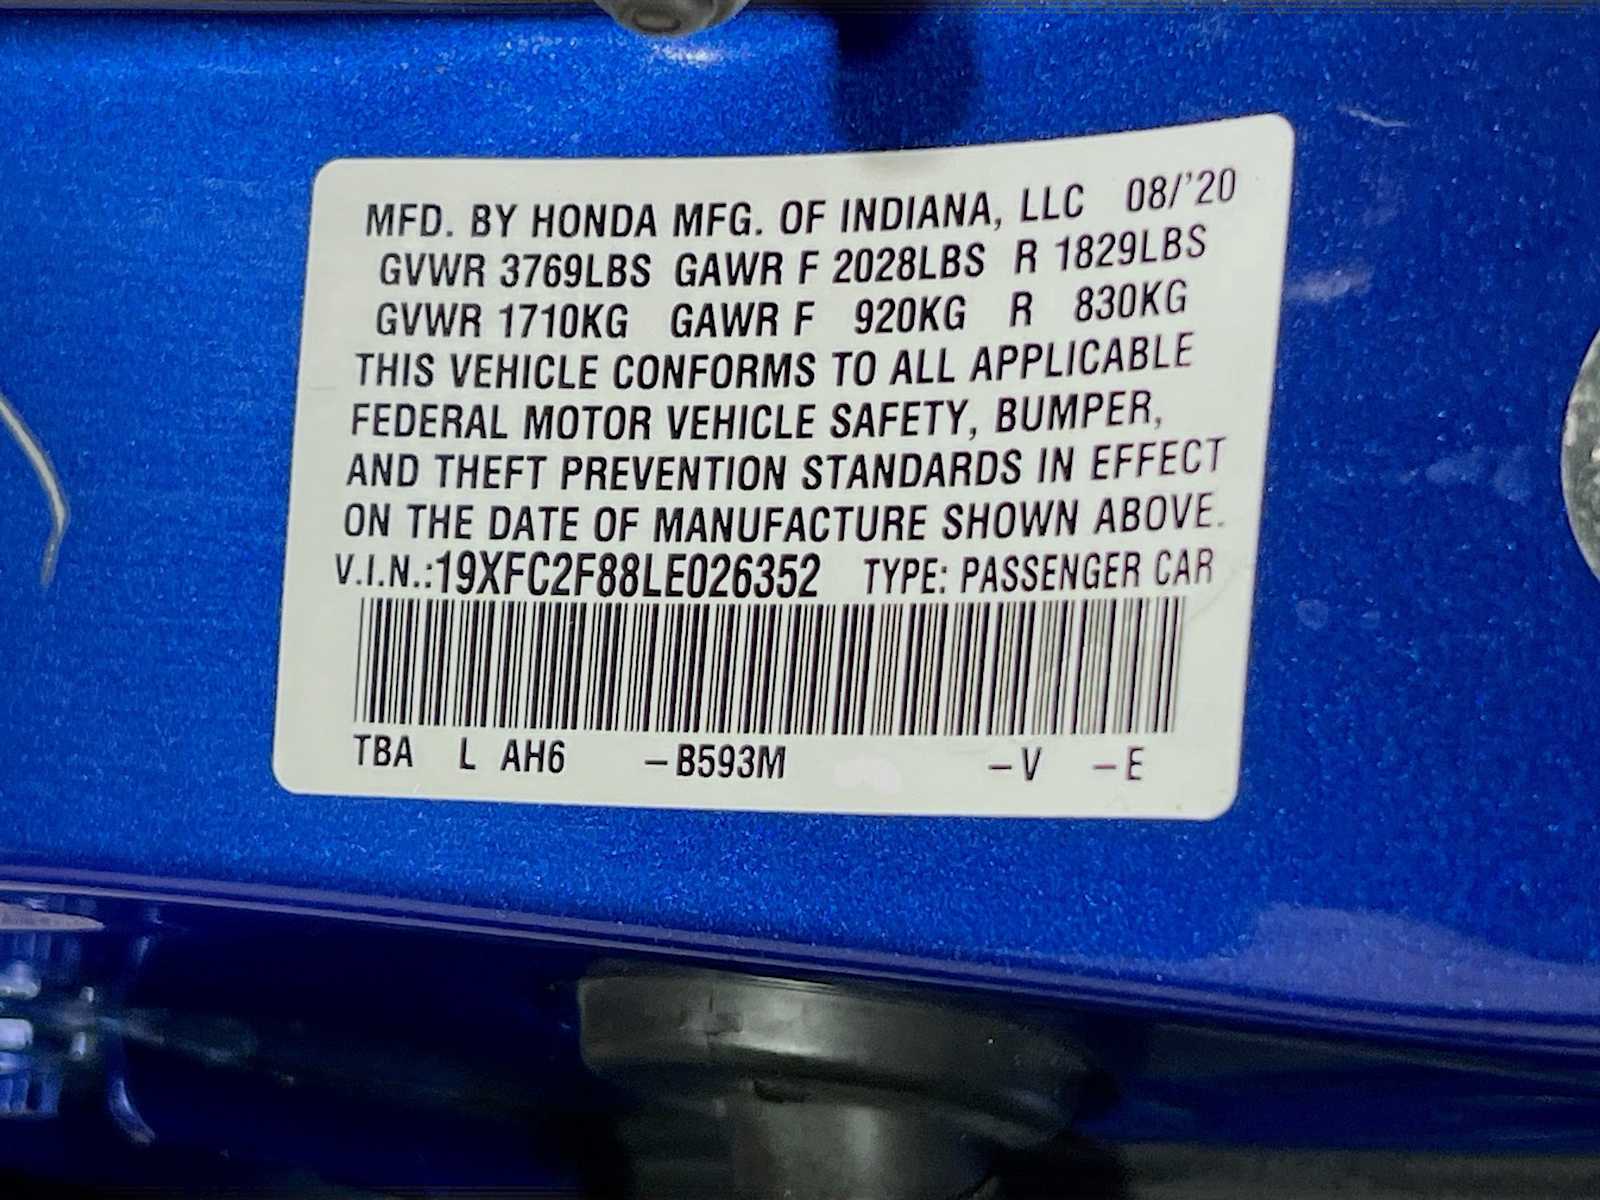 MFD. BY HONDA MFG. OF INDIANA, LLC 08/'20
GVWR 3769LBS GAWR F 2028LBS R 1829LBS
GVWR 1710KG GAWR F 920KG R 830KG
THIS VEHICLE CONFORMS TO ALL APPLICABLE
FEDERAL MOTOR VEHICLE SAFETY, BUMPER,
AND THEFT PREVENTION STANDARDS IN EFFECT
ON THE DATE OF MANUFACTURE SHOWN ABOVE.
V.I.N.:19XFC2F88LE026352 TYPE: PASSENGER CAR
TBA L AH6 –B593M –V –E